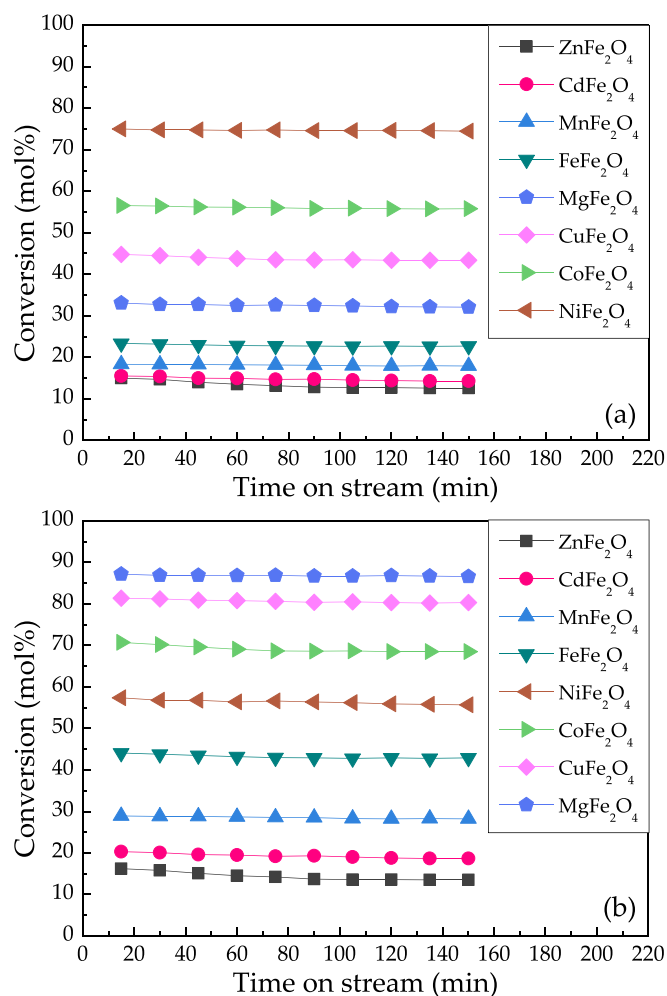 100
90
80
70
60
50
40
30
20
10
0
Conversion (mol%)
ZnFe₂O₄
CdFe₂O₄
MnFe₂O₄
FeFe₂O₄
MgFe₂O₄
CuFe₂O₄
CoFe₂O₄
NiFe₂O₄
(a)
0 20 40 60 80 100 120 140 160 180 200 220
Time on stream (min)
100
90
80
70
60
50
40
30
20
10
0
Conversion (mol%)
ZnFe₂O₄
CdFe₂O₄
MnFe₂O₄
FeFe₂O₄
NiFe₂O₄
CoFe₂O₄
CuFe₂O₄
MgFe₂O₄
(b)
0 20 40 60 80 100 120 140 160 180 200 220
Time on stream (min)